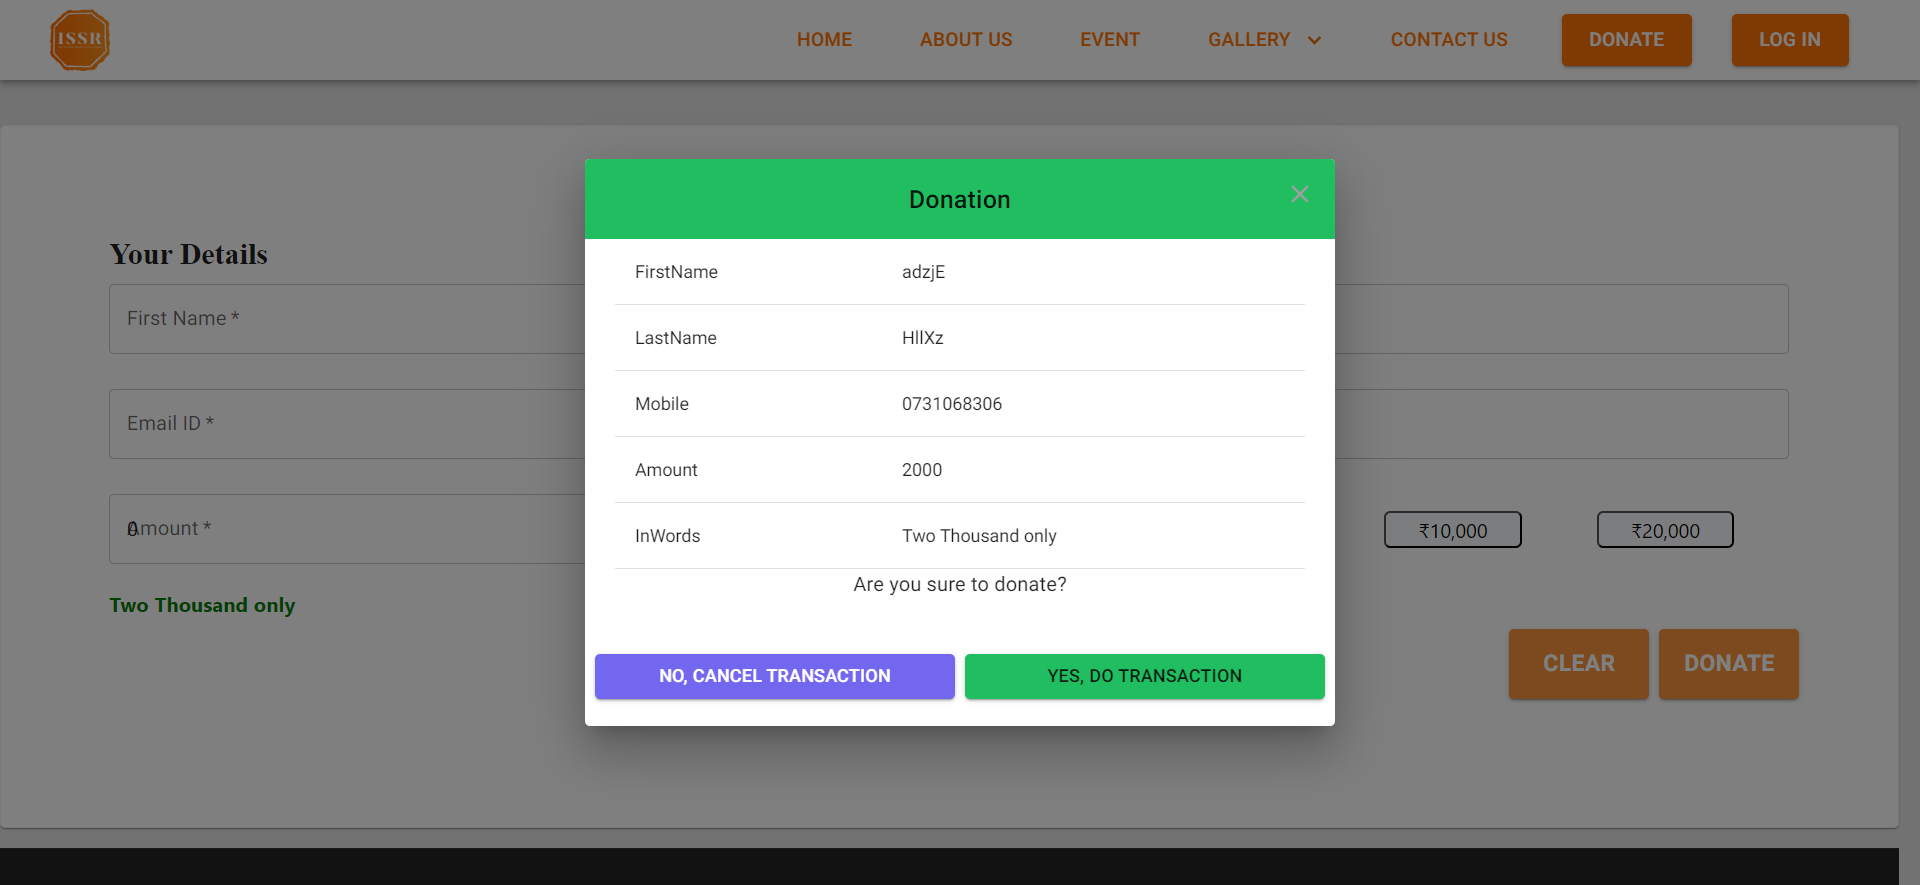 ISSR
HOME ABOUT US EVENT GALLERY CONTACT US DONATE LOG IN
Donation
FirstName adzjE
LastName HllXz
Mobile 0731068306
Amount 2000
InWords Two Thousand only
Are you sure to donate?
NO, CANCEL TRANSACTION YES, DO TRANSACTION
Your Details
First Name *
Email ID *
Amount * 0
₹10,000 ₹20,000
Two Thousand only
CLEAR DONATE